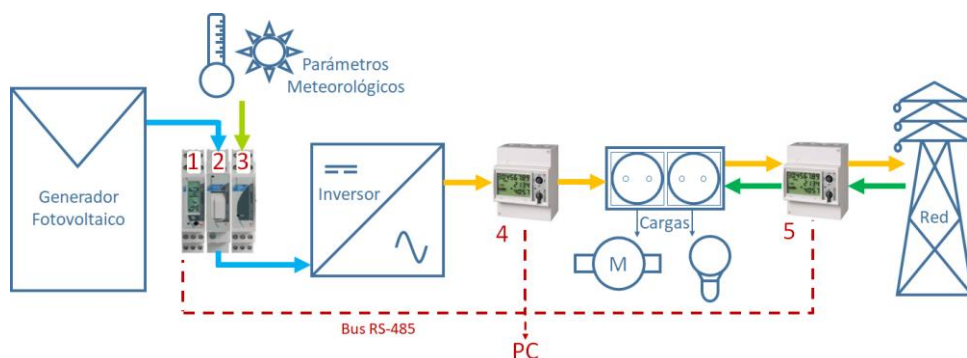 Parámetros
Meteorológicos
1 2 3
Generador
Fotovoltaico
Inversor
4
Cargas
M
5
Red
Bus RS-485
PC